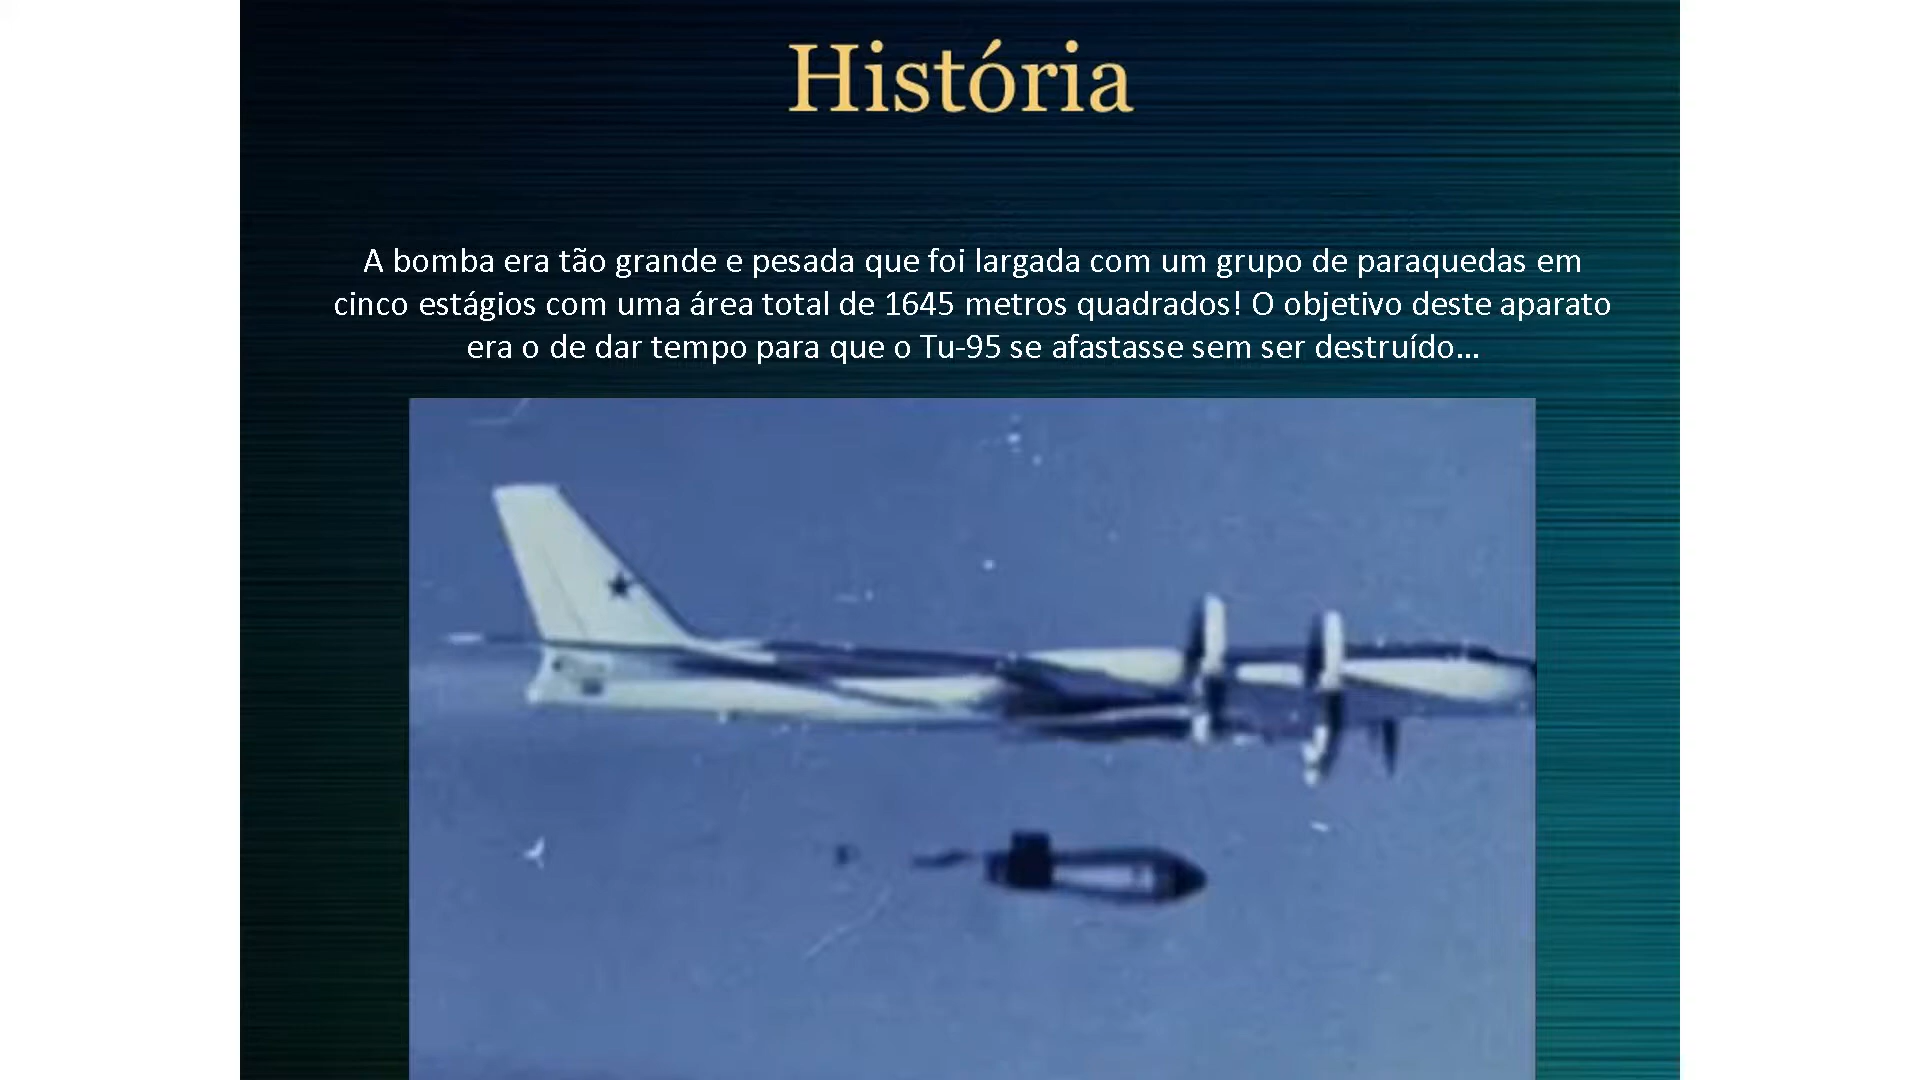 História
A bomba era tão grande e pesada que foi largada com um grupo de paraquedas em
cinco estágios com uma área total de 1645 metros quadrados! O objetivo deste aparato
era o de dar tempo para que o Tu-95 se afastasse sem ser destruído...